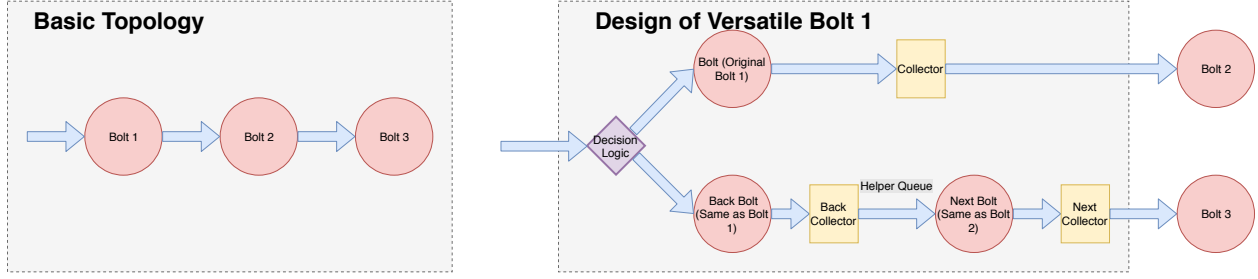 Basic Topology
Bolt 1
Bolt 2
Bolt 3
Design of Versatile Bolt 1
Bolt (Original
Bolt 1)
Collector
Bolt 2
Decision
Logic
Back Bolt
(Same as Bolt
1)
Back
Collector
Helper Queue
Next Bolt
(Same as Bolt
2)
Next
Collector
Bolt 3